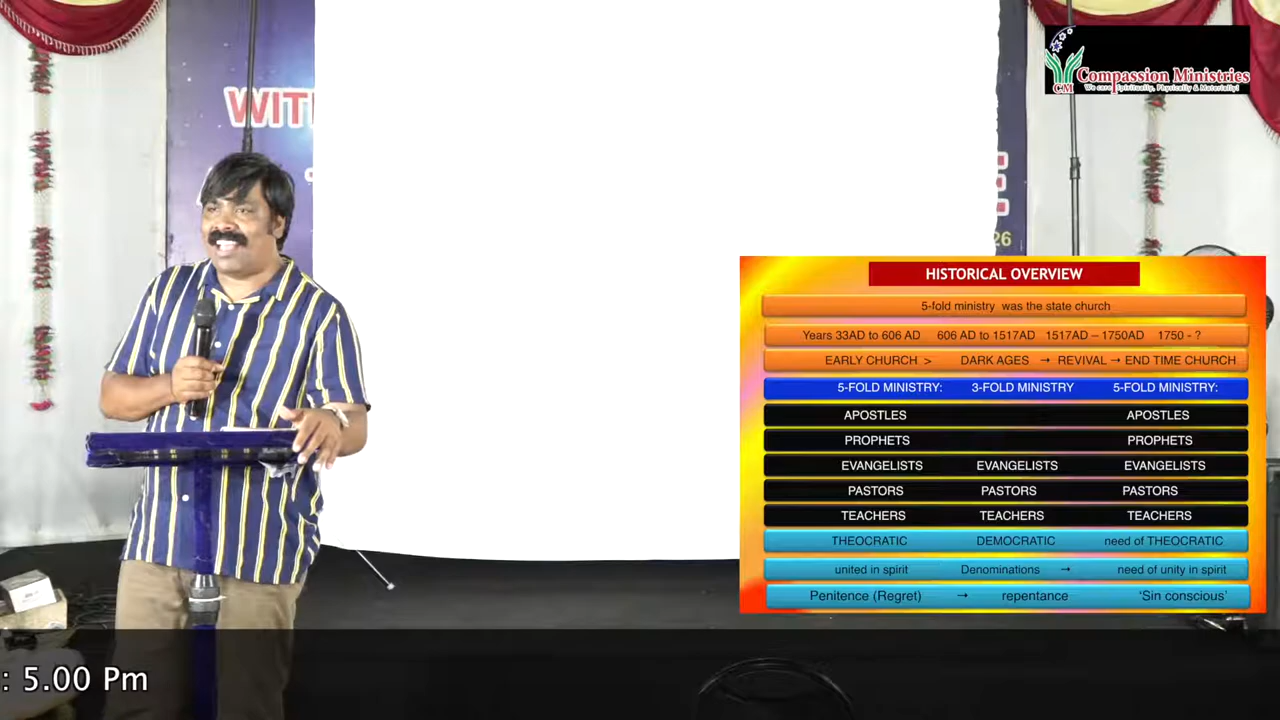 WIT
Compassion Ministries
CM
We care Spiritually, Physically & Materially!
26
HISTORICAL OVERVIEW
5-fold ministry was the state church
Years 33AD to 606 AD 606 AD to 1517AD 1517AD – 1750AD 1750 - ?
EARLY CHURCH > DARK AGES → REVIVAL → END TIME CHURCH
5-FOLD MINISTRY: 3-FOLD MINISTRY 5-FOLD MINISTRY:
APOSTLES APOSTLES
PROPHETS PROPHETS
EVANGELISTS EVANGELISTS EVANGELISTS
PASTORS PASTORS PASTORS
TEACHERS TEACHERS TEACHERS
THEOCRATIC DEMOCRATIC need of THEOCRATIC
united in spirit Denominations → need of unity in spirit
Penitence (Regret) → repentance ‘Sin conscious’
: 5.00 Pm